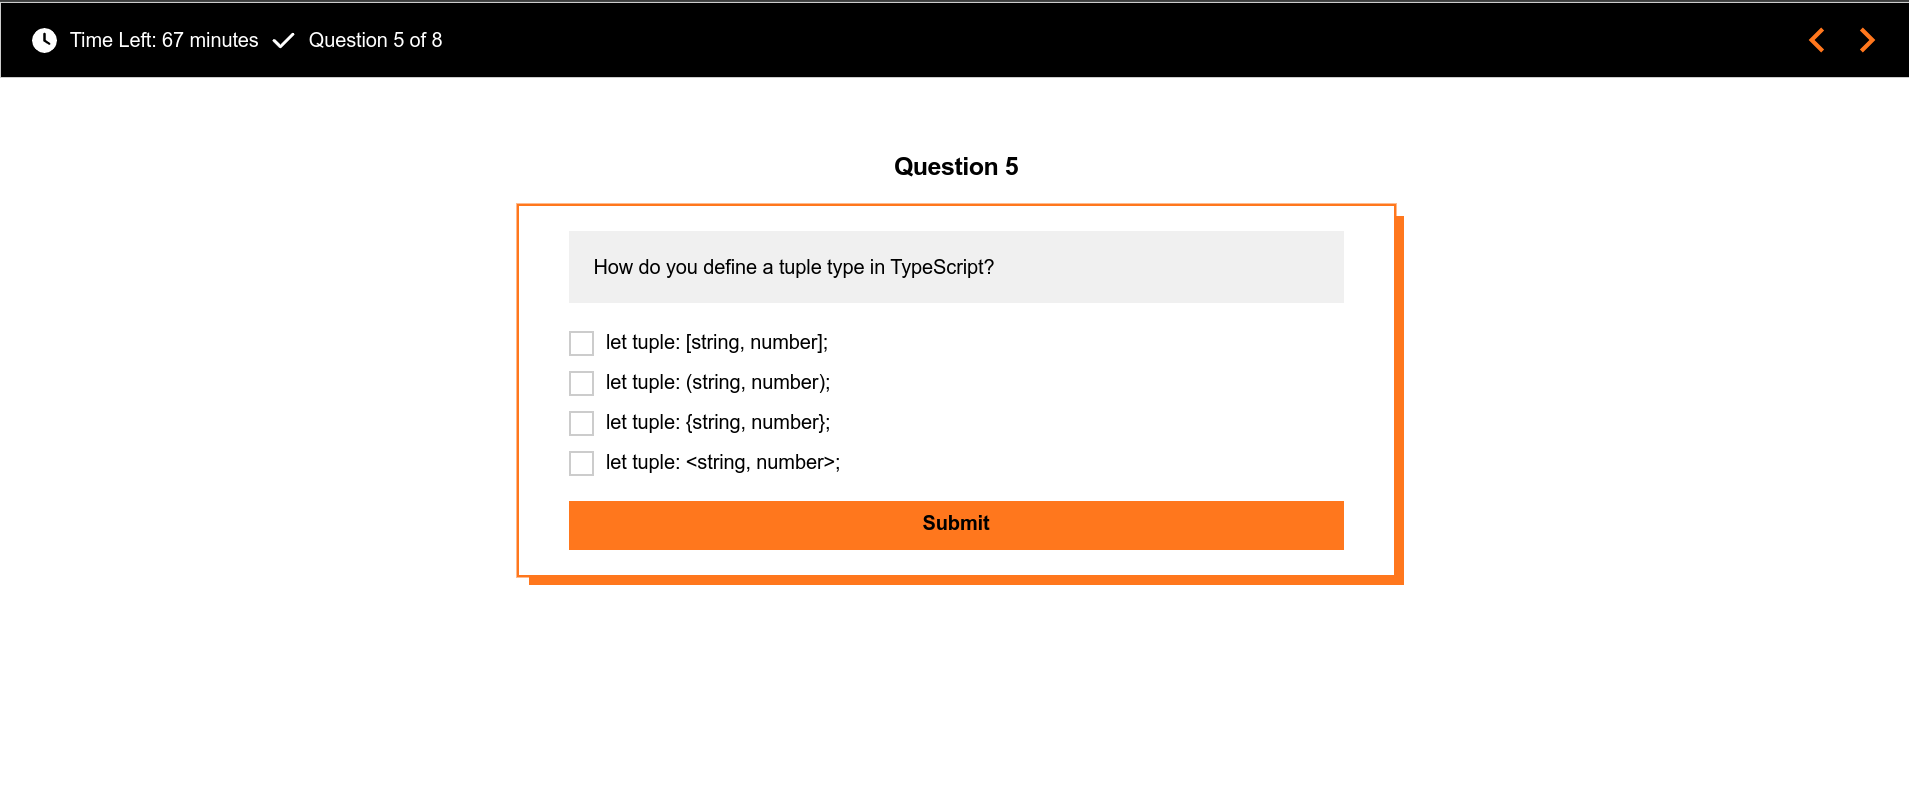 Time Left: 67 minutes Question 5 of 8
Question 5
How do you define a tuple type in TypeScript?
let tuple: [string, number];
let tuple: (string, number);
let tuple: {string, number};
let tuple: <string, number>;
Submit